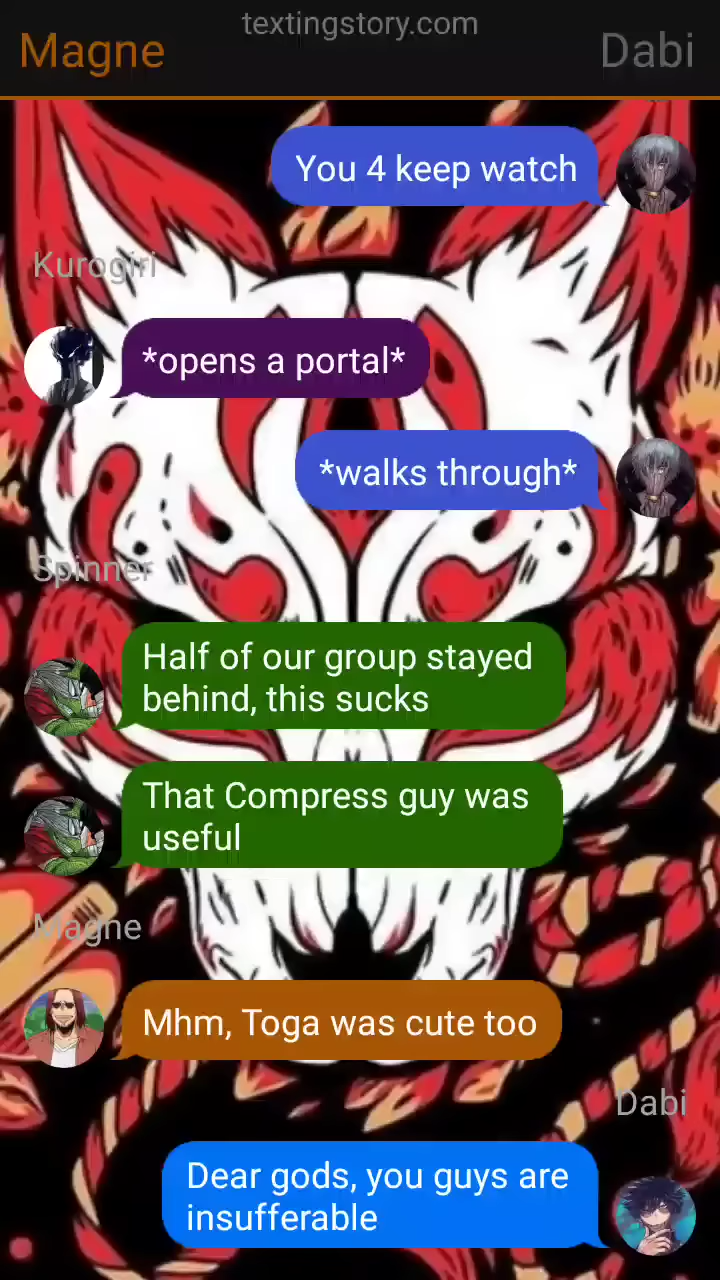 textingstory.com
Magne
Dabi
You 4 keep watch
Kurogiri
*opens a portal*
*walks through*
Spinner
Half of our group stayed
behind, this sucks
That Compress guy was
useful
Magne
Mhm, Toga was cute too
Dabi
Dear gods, you guys are
insufferable